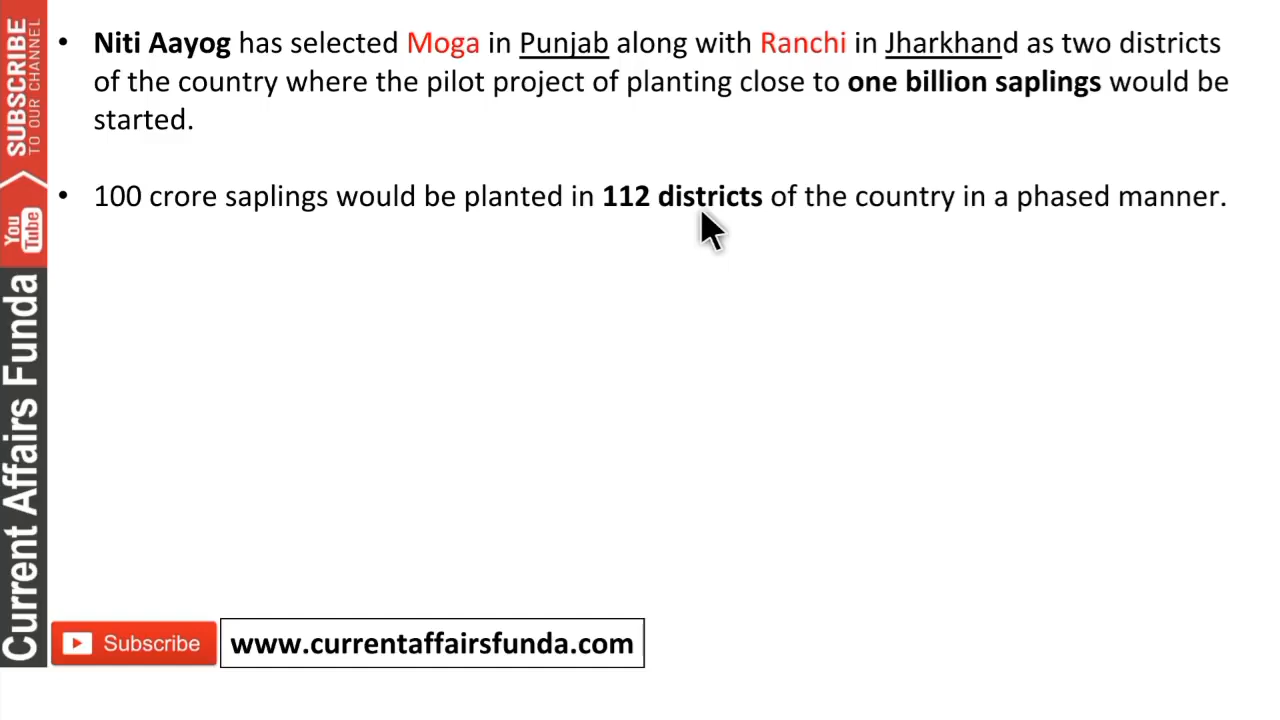 SUBSCRIBE
TO OUR CHANNEL
You
Tube
Current Affairs Funda
• Niti Aayog has selected Moga in Punjab along with Ranchi in Jharkhand as two districts
of the country where the pilot project of planting close to one billion saplings would be
started.
• 100 crore saplings would be planted in 112 districts of the country in a phased manner.
Subscribe
www.currentaffairsfunda.com